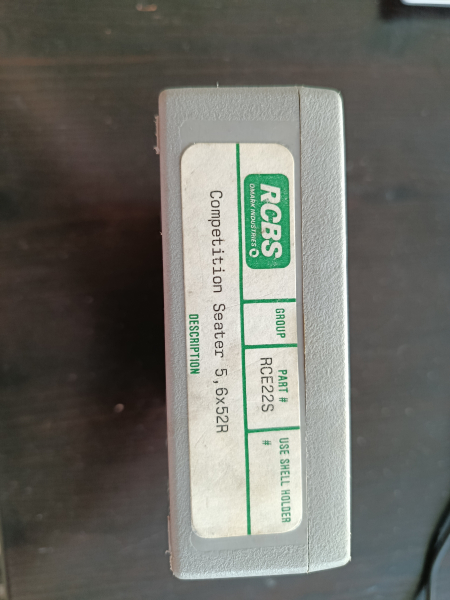 RCBS
OMARK INDUSTRIES
GROUP
PART #
RCE22S
USE SHELL HOLDER
#
Competition Seater 5,6x52R
DESCRIPTION